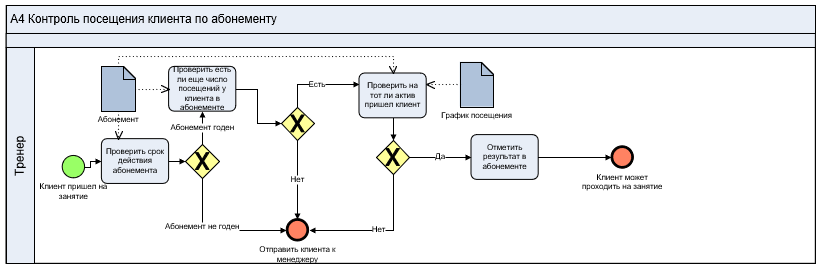 А4 Контроль посещения клиента по абонементу
Тренер
Клиент пришел на
занятие
Абонемент
Проверить срок
действия
абонемента
Проверить есть
ли еще число
посещений у
клиента в
абонементе
Абонемент годен
Абонемент не годен
Есть
Нет
Отправить клиента к
менеджеру
Проверить на
тот ли актив
пришел клиент
График посещения
Да
Нет
Отметить
результат в
абонементе
Клиент может
проходить на занятие